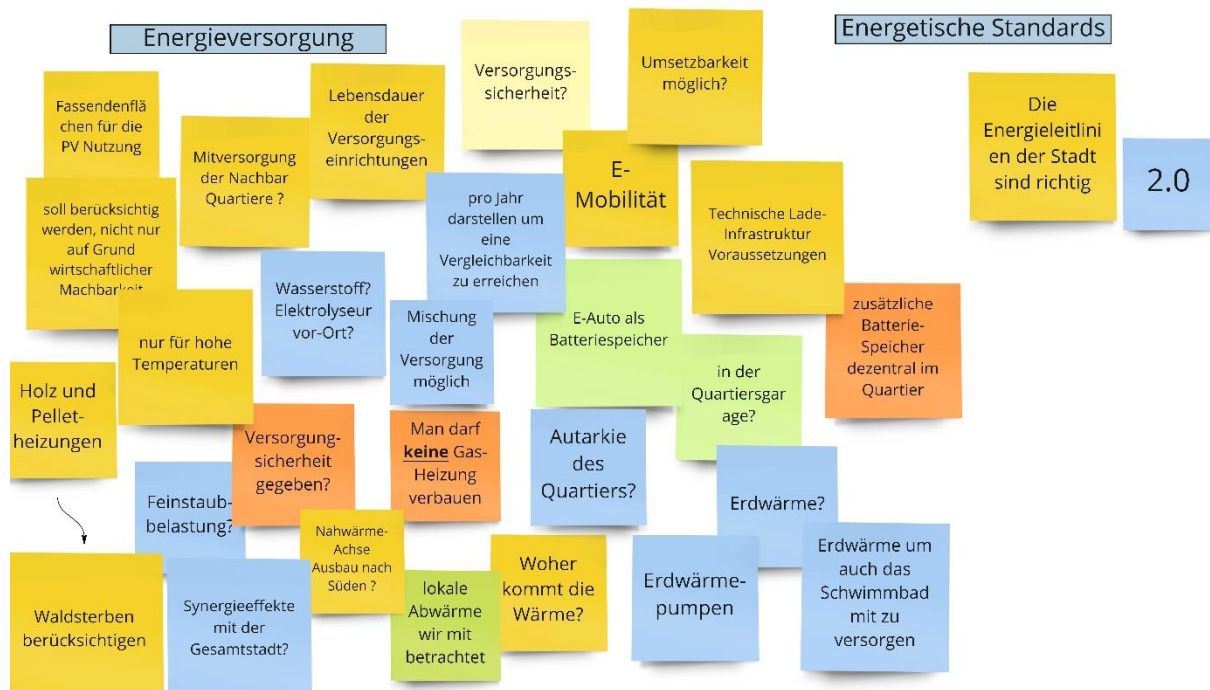 Energieversorgung
Energetische Standards
Fassendenflä
chen für die
PV Nutzung
Mitversorgung
der Nachbar
Quartiere ?
Lebensdauer
der
Versorgungs-
einrichtungen
Versorgungs-
sicherheit?
Umsetzbarkeit
möglich?
Die
Energieleitlini
en der Stadt
sind richtig
2.0
soll berücksichtig
werden, nicht nur
auf Grund
wirtschaftlicher
Machbarkeit
pro Jahr
darstellen um
eine
Vergleichbarkeit
zu erreichen
E-
Mobilität
Technische Lade-
Infrastruktur
Voraussetzungen
Wasserstoff?
Elektrolyseur
vor-Ort?
nur für hohe
Temperaturen
Mischung
der
Versorgung
möglich
E-Auto als
Batteriespeicher
zusätzliche
Batterie-
Speicher
dezentral im
Quartier
in der
Quartiersgar
age?
Holz und
Pellet-
heizungen
Versorgung-
sicherheit
gegeben?
Man darf
keine Gas-
Heizung
verbauen
Autarkie
des
Quartiers?
Feinstaub-
belastung?
Erdwärme?
Nahwärme-
Achse
Ausbau nach
Süden ?
Waldsterben
berücksichtigen
Synergieeffekte
mit der
Gesamtstadt?
lokale
Abwärme
wir mit
betrachtet
Woher
kommt die
Wärme?
Erdwärme-
pumpen
Erdwärme um
auch das
Schwimmbad
mit zu
versorgen